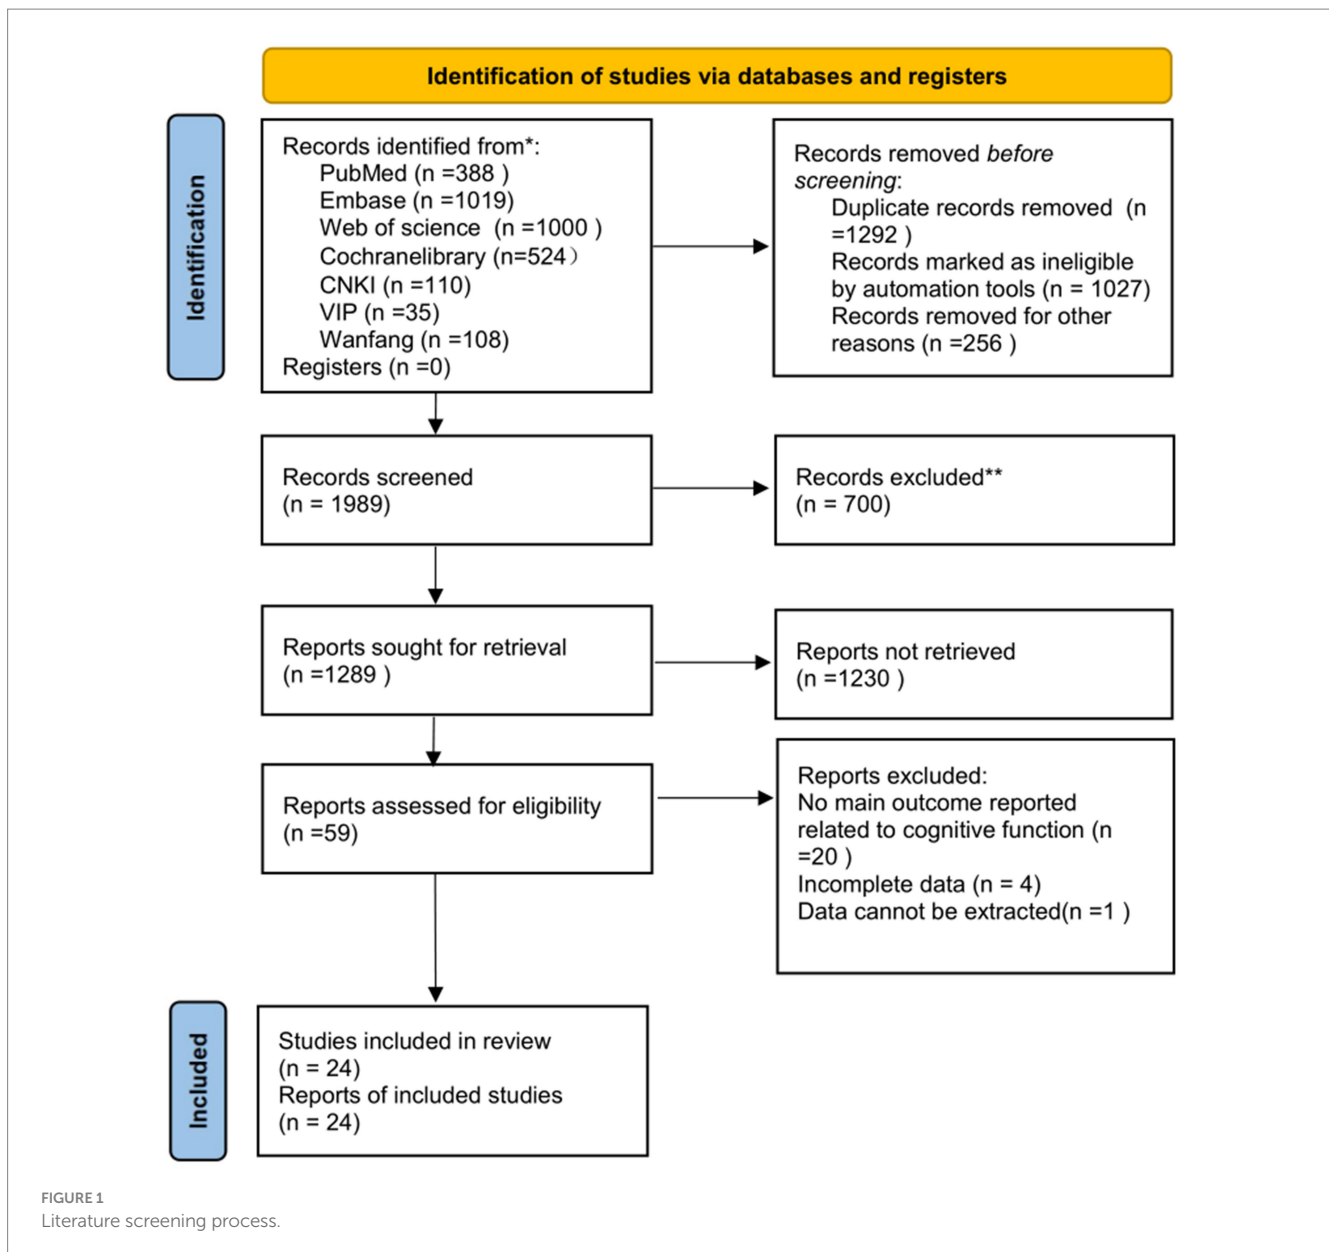 Identification of studies via databases and registers
Identification
Records identified from*:
PubMed (n =388 )
Embase (n =1019)
Web of science (n =1000 )
Cochranelibrary (n=524）
CNKI (n =110)
VIP (n =35)
Wanfang (n =108)
Registers (n =0)
Records removed before
screening:
Duplicate records removed (n
=1292 )
Records marked as ineligible
by automation tools (n = 1027)
Records removed for other
reasons (n =256 )
Records screened
(n = 1989)
Records excluded**
(n = 700)
Reports sought for retrieval
(n =1289 )
Reports not retrieved
(n =1230 )
Reports assessed for eligibility
(n =59)
Reports excluded:
No main outcome reported
related to cognitive function (n
=20 )
Incomplete data (n = 4)
Data cannot be extracted(n =1 )
Included
Studies included in review
(n = 24)
Reports of included studies
(n = 24)
FIGURE 1
Literature screening process.